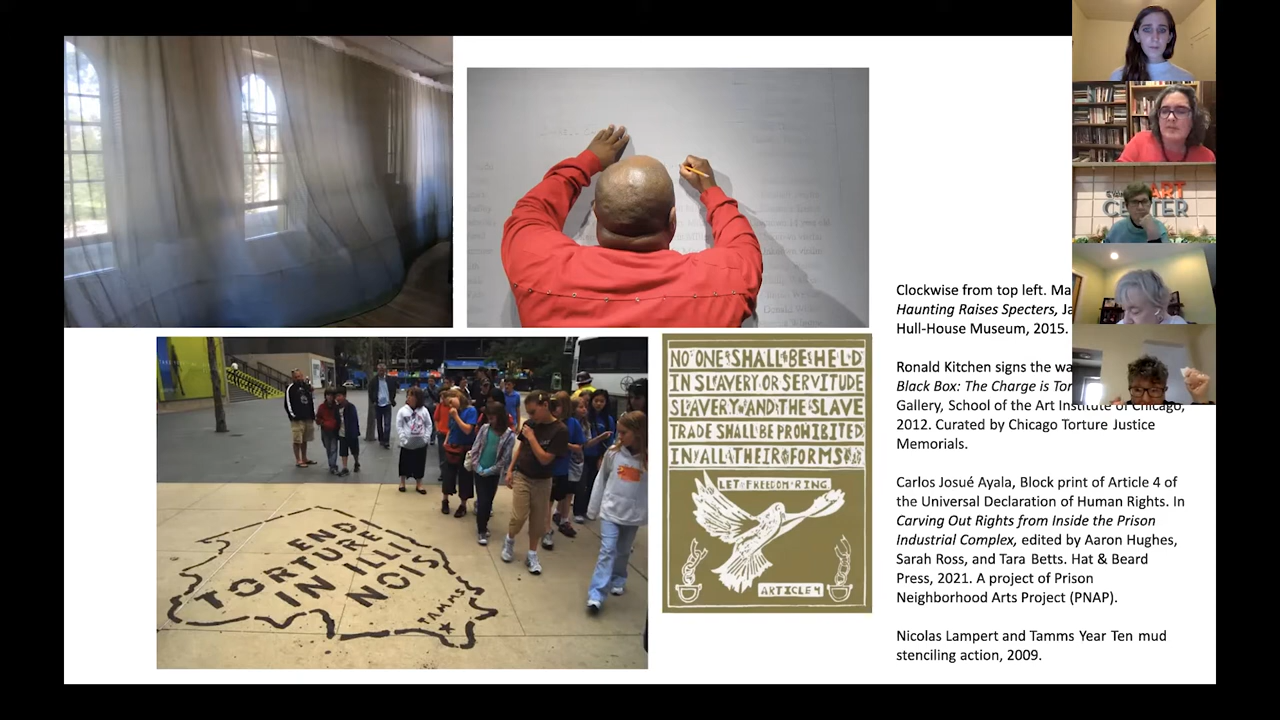 Clockwise from top left. Ma
Haunting Raises Specters, Ja
Hull-House Museum, 2015.
Ronald Kitchen signs the wa
Black Box: The Charge is Tor
Gallery, School of the Art Institute of Chicago,
2012. Curated by Chicago Torture Justice
Memorials.
Carlos Josué Ayala, Block print of Article 4 of
the Universal Declaration of Human Rights. In
Carving Out Rights from Inside the Prison
Industrial Complex, edited by Aaron Hughes,
Sarah Ross, and Tara Betts. Hat & Beard
Press, 2021. A project of Prison
Neighborhood Arts Project (PNAP).
Nicolas Lampert and Tamms Year Ten mud
stenciling action, 2009.
NO ONE SHALL BE HELD
IN SLAVERY OR SERVITUDE
SLAVERY AND THE SLAVE
TRADE SHALL BE PROHIBITED
IN ALL THEIR FORMS
LET FREEDOM RING
ARTICLE 4
END
TORTURE
IN ILLI
NOIS
TAMMS
ART
CENTER